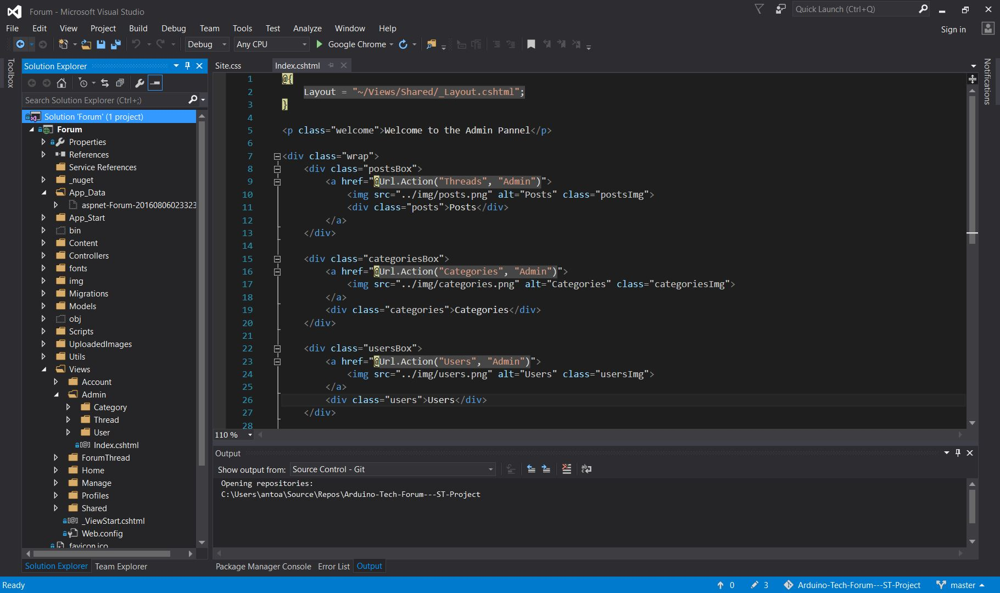 Forum - Microsoft Visual Studio
Quick Launch (Ctrl+Q)
File Edit View Project Build Debug Team Tools Test Analyze Window Help
Sign in
Debug Any CPU Google Chrome
Toolbox
Solution Explorer
Search Solution Explorer (Ctrl+;)
Solution 'Forum' (1 project)
Forum
Properties
References
Service References
_nuget
App_Data
aspnet-Forum-20160806023323
App_Start
bin
Content
Controllers
fonts
img
Migrations
Models
obj
Scripts
UploadedImages
Utils
Views
Account
Admin
Category
Thread
User
Index.cshtml
ForumThread
Home
Manage
Profiles
Shared
_ViewStart.cshtml
Web.config
favicon.ico
Solution Explorer Team Explorer
Site.css Index.cshtml
1 @{
2 Layout = "~/Views/Shared/_Layout.cshtml";
3 }
4
5 <p class="welcome">Welcome to the Admin Pannel</p>
6
7 <div class="wrap">
8 <div class="postsBox">
9 <a href="@Url.Action("Threads", "Admin")">
10 <img src="../img/posts.png" alt="Posts" class="postsImg">
11 <div class="posts">Posts</div>
12 </a>
13 </div>
14
15 <div class="categoriesBox">
16 <a href="@Url.Action("Categories", "Admin")">
17 <img src="../img/categories.png" alt="Categories" class="categoriesImg">
18 </a>
19 <div class="categories">Categories</div>
20 </div>
21
22 <div class="usersBox">
23 <a href="@Url.Action("Users", "Admin")">
24 <img src="../img/users.png" alt="Users" class="usersImg">
25 </a>
26 <div class="users">Users</div>
27 </div>
28
110 %
Notifications
Output
Show output from: Source Control - Git
Opening repositories:
C:\Users\antoa\Source\Repos\Arduino-Tech-Forum---ST-Project
Package Manager Console Error List Output
Ready
0 3 Arduino-Tech-Forum---ST-Project master